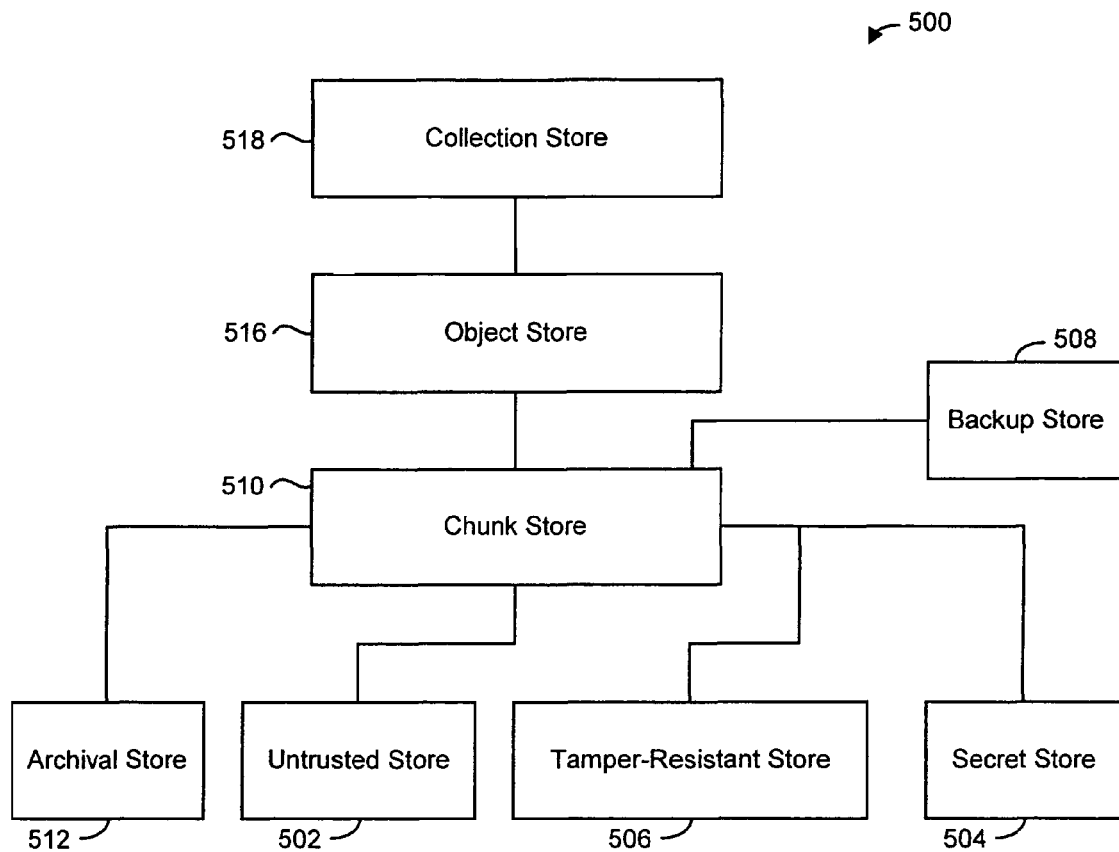 500
518
Collection Store
516
Object Store
508
Backup Store
510
Chunk Store
Archival Store
Untrusted Store
Tamper-Resistant Store
Secret Store
512
502
506
504